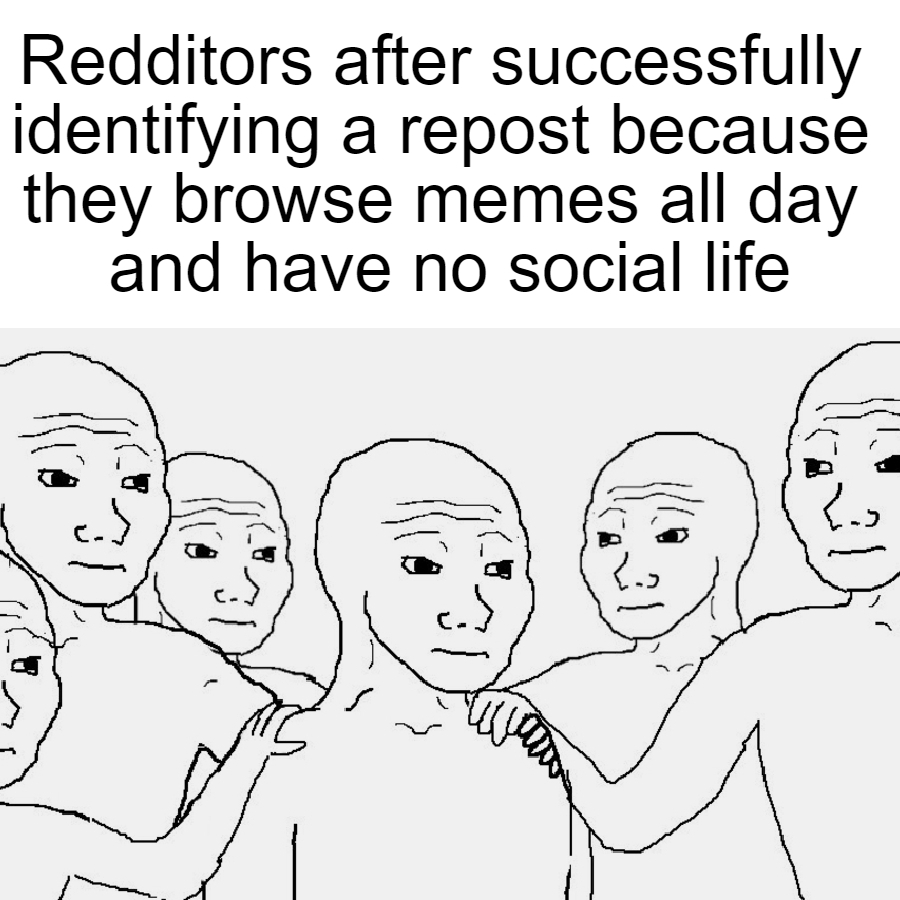 Redditors after successfully
identifying a repost because
they browse memes all day
and have no social life